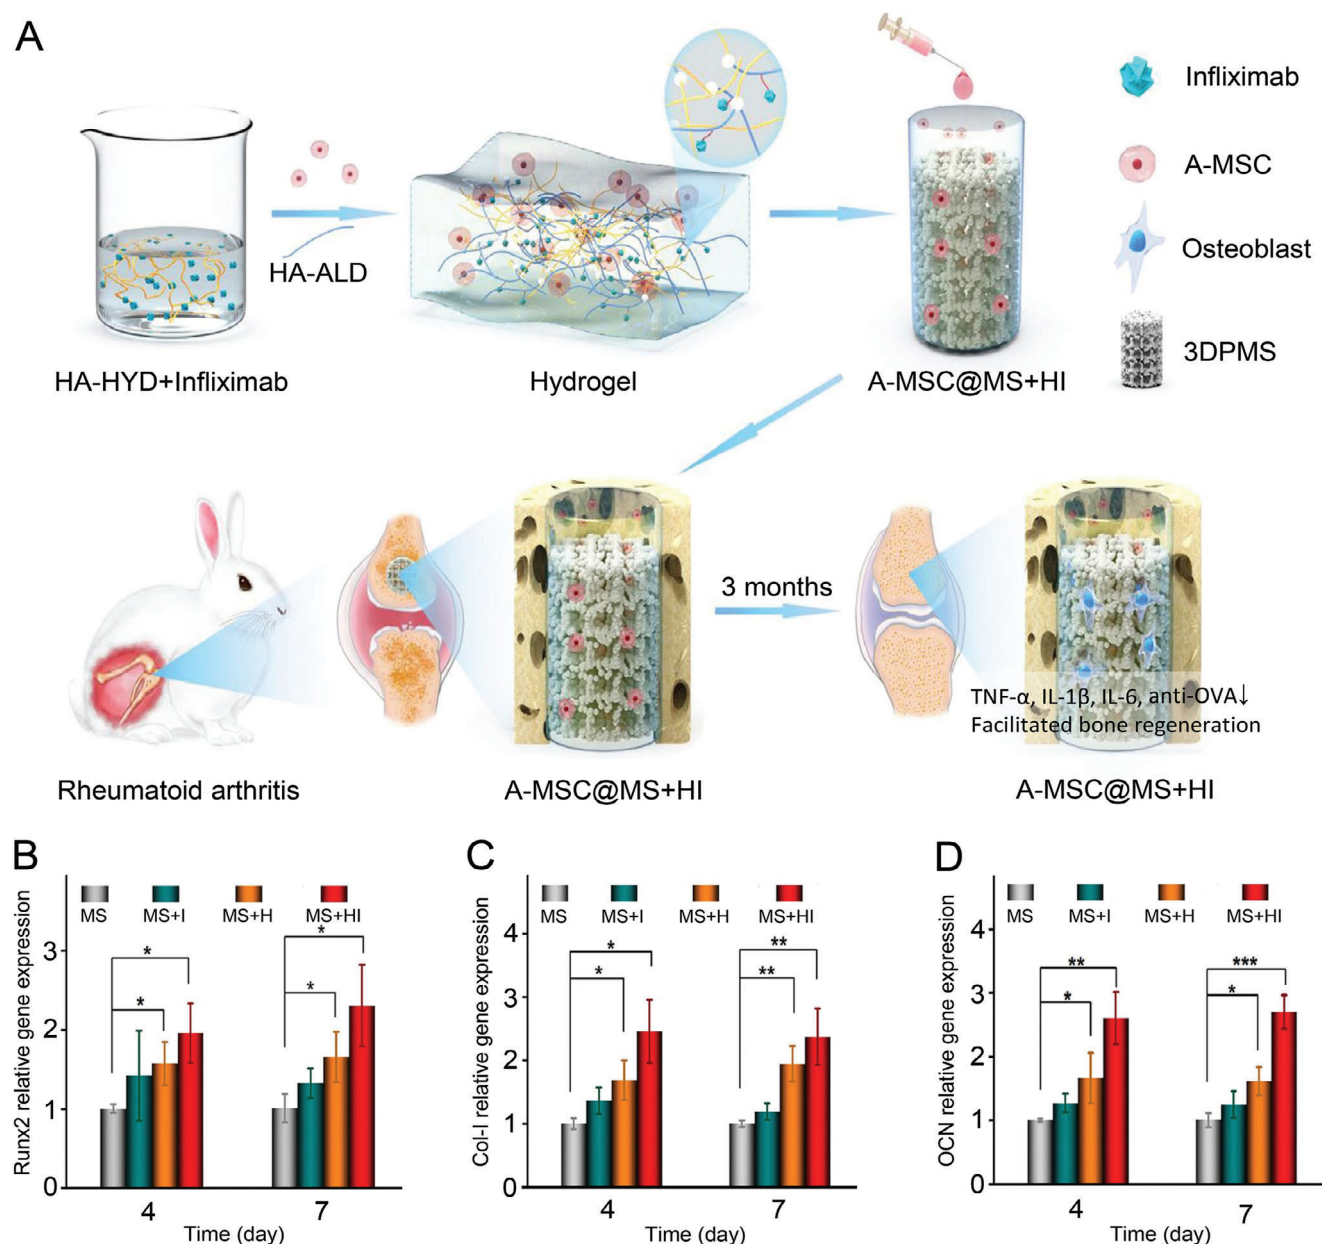 A
Infliximab
A-MSC
Osteoblast
3DPMS
HA-ALD
HA-HYD+Infliximab
Hydrogel
A-MSC@MS+HI
3 months
TNF-α, IL-1β, IL-6, anti-OVA↓
Facilitated bone regeneration
Rheumatoid arthritis
A-MSC@MS+HI
A-MSC@MS+HI
B
MS
MS+I
MS+H
MS+HI
Runx2 relative gene expression
3
2
1
0
*
*
*
*
4
7
Time (day)
C
MS
MS+I
MS+H
MS+HI
Col-I relative gene expression
4
3
2
1
0
*
*
**
**
4
7
Time (day)
D
MS
MS+I
MS+H
MS+HI
OCN relative gene expression
4
3
2
1
0
**
*
***
*
4
7
Time (day)